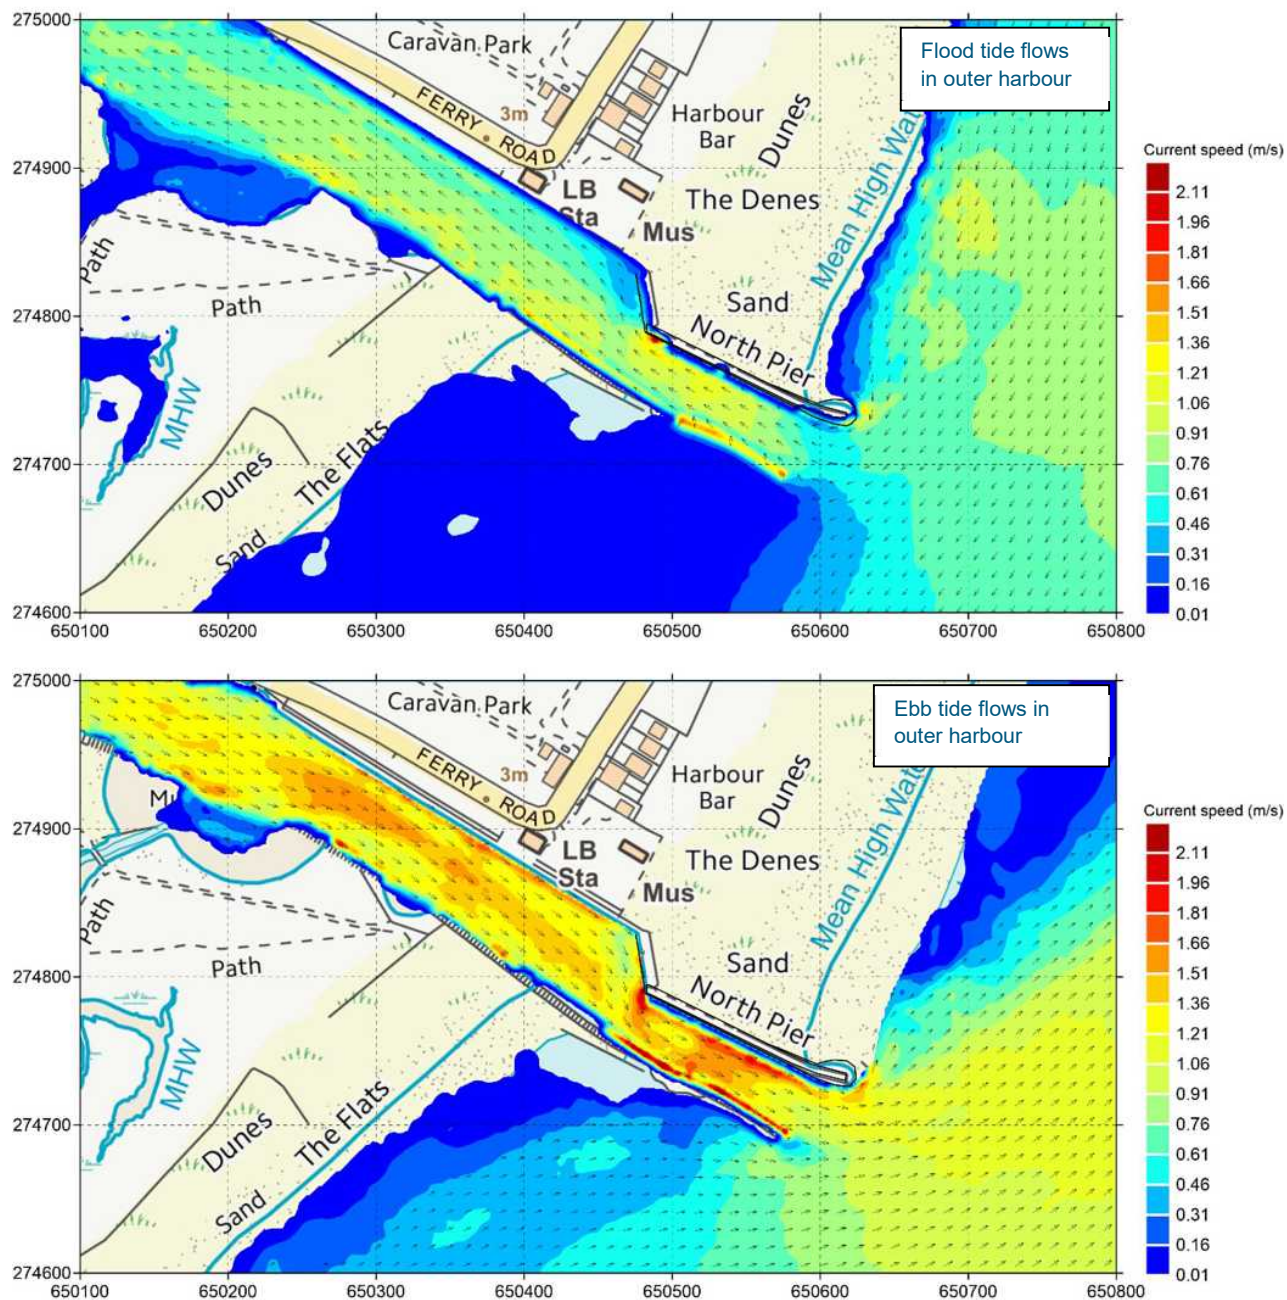 275000
274900
274800
274700
274600
650100
650200
650300
650400
650500
650600
650700
650800
Flood tide flows
in outer harbour
Caravan Park
FERRY ROAD
3m
Harbour
Bar
Dunes
The Denes
LB
Sta
Mus
Mean High Wat
Sand
North Pier
Path
Path
MHW
Dunes
The Flats
Sand
Current speed (m/s)
2.11
1.96
1.81
1.66
1.51
1.36
1.21
1.06
0.91
0.76
0.61
0.46
0.31
0.16
0.01
275000
274900
274800
274700
274600
650100
650200
650300
650400
650500
650600
650700
650800
Ebb tide flows in
outer harbour
Caravan Park
FERRY ROAD
3m
Harbour
Bar
Dunes
The Denes
LB
Sta
Mus
Mean High Wate
Sand
North Pier
Path
Path
MHW
Dunes
The Flats
Sand
Current speed (m/s)
2.11
1.96
1.81
1.66
1.51
1.36
1.21
1.06
0.91
0.76
0.61
0.46
0.31
0.16
0.01